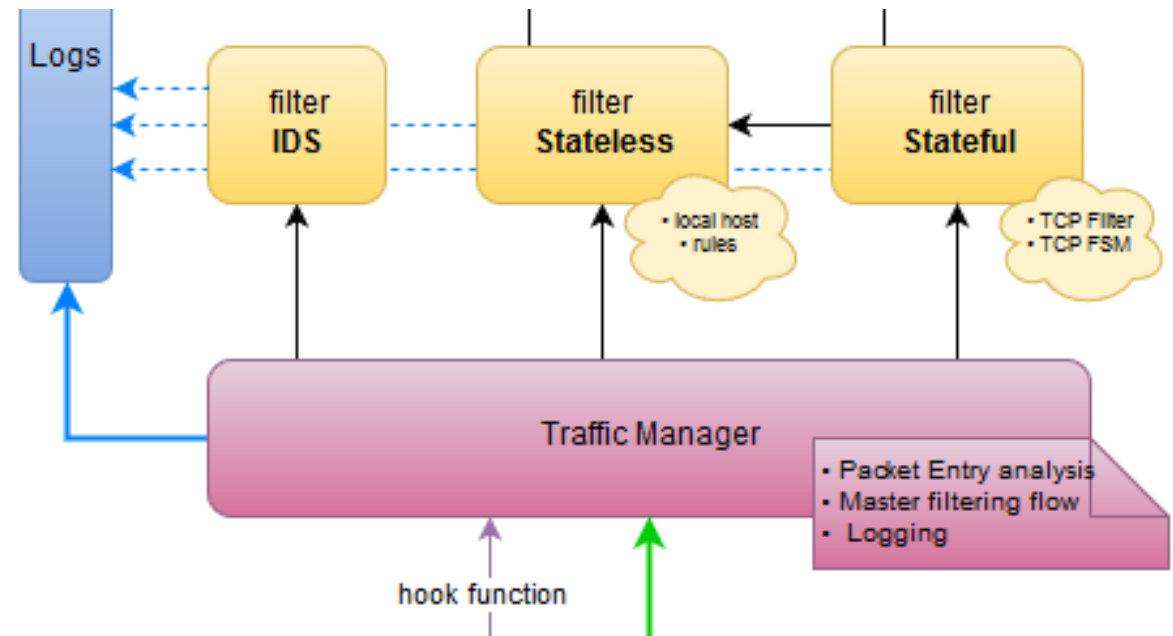 Logs
filter
IDS
filter
Stateless
filter
Stateful
• local host
• rules
• TCP Filter
• TCP FSM
Traffic Manager
• Packet Entry analysis
• Master filtering flow
• Logging
hook function